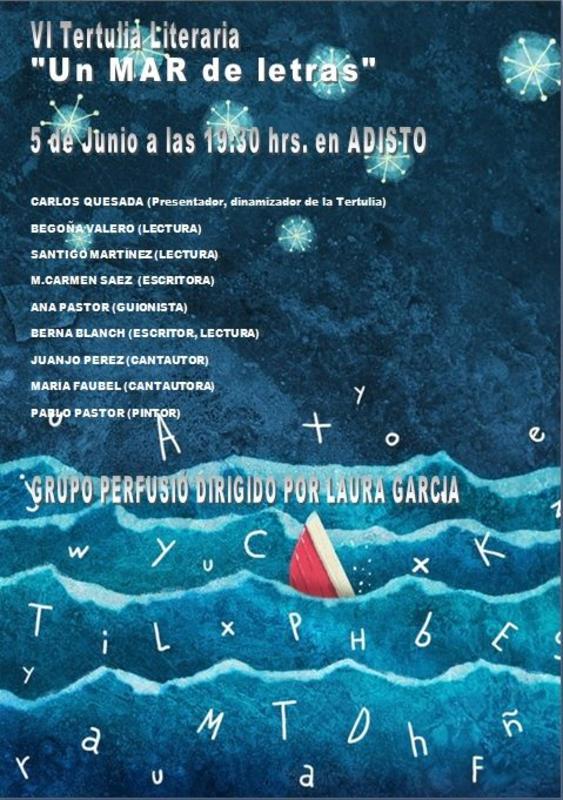 VI Tertulia Literaria
"Un MAR de letras"
5 de Junio a las 19:30 hrs. en ADISTO
CARLOS QUESADA (Presentador, dinamizador de la Tertulia)
BEGOÑA VALERO (LECTURA)
SANTIGO MARTÍNEZ (LECTURA)
M.CARMEN SAEZ (ESCRITORA)
ANA PASTOR (GUIONISTA)
BERNA BLANCH (ESCRITOR, LECTURA)
JUANJO PEREZ (CANTAUTOR)
MARÍA FAUBEL (CANTAUTORA)
PABLO PASTOR (PINTOR)
y
u A t o e
GRUPO PERFUSIÓ DIRIGIDO POR LAURA GARCIA
w y u C x K
T i L x P H b E s
y
r a u M T a D h F ñ